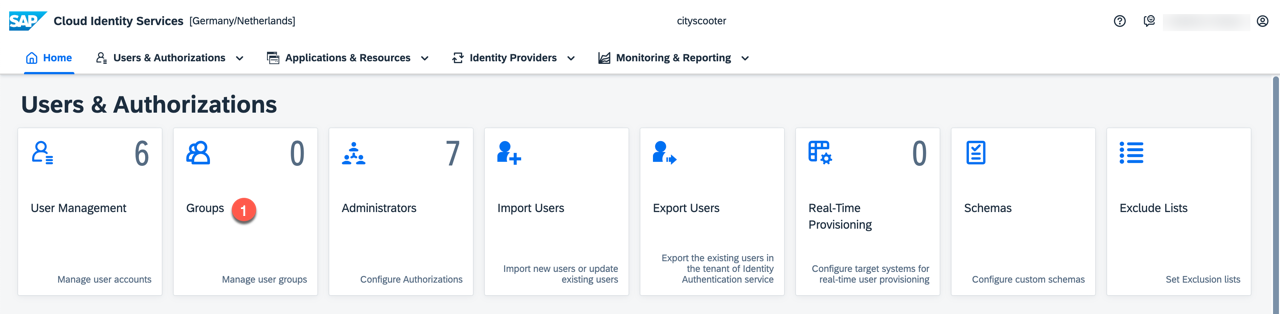 SAP Cloud Identity Services [Germany/Netherlands] cityscooter
Home Users & Authorizations Applications & Resources Identity Providers Monitoring & Reporting
Users & Authorizations
6
User Management
Manage user accounts
0
Groups 1
Manage user groups
7
Administrators
Configure Authorizations
Import Users
Import new users or update
existing users
Export Users
Export the existing users in
the tenant of Identity
Authentication service
0
Real-Time
Provisioning
Configure target systems for
real-time user provisioning
Schemas
Configure custom schemas
Exclude Lists
Set Exclusion lists